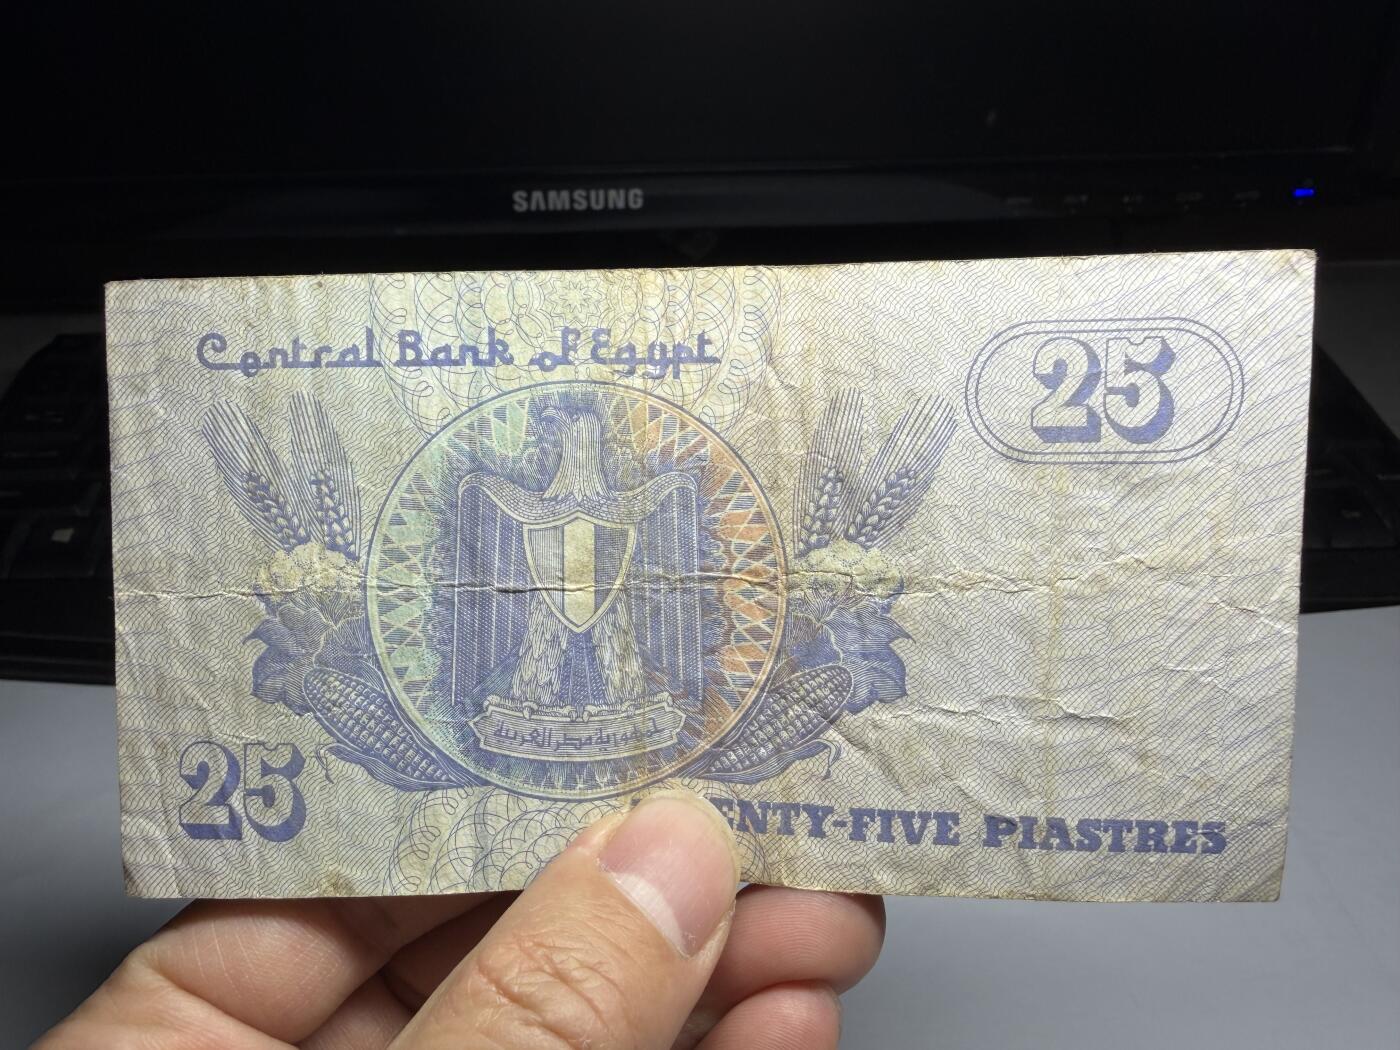 SAMSUNG
Central Bank of Egypt
25
جمهورية مصر العربية
25
ENTY-FIVE PIASTRES